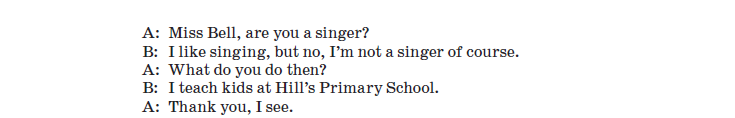 A: Miss Bell, are you a singer?
B: I like singing, but no, I'm not a singer of course.
A: What do you do then?
B: I teach kids at Hill's Primary School.
A: Thank you, I see.